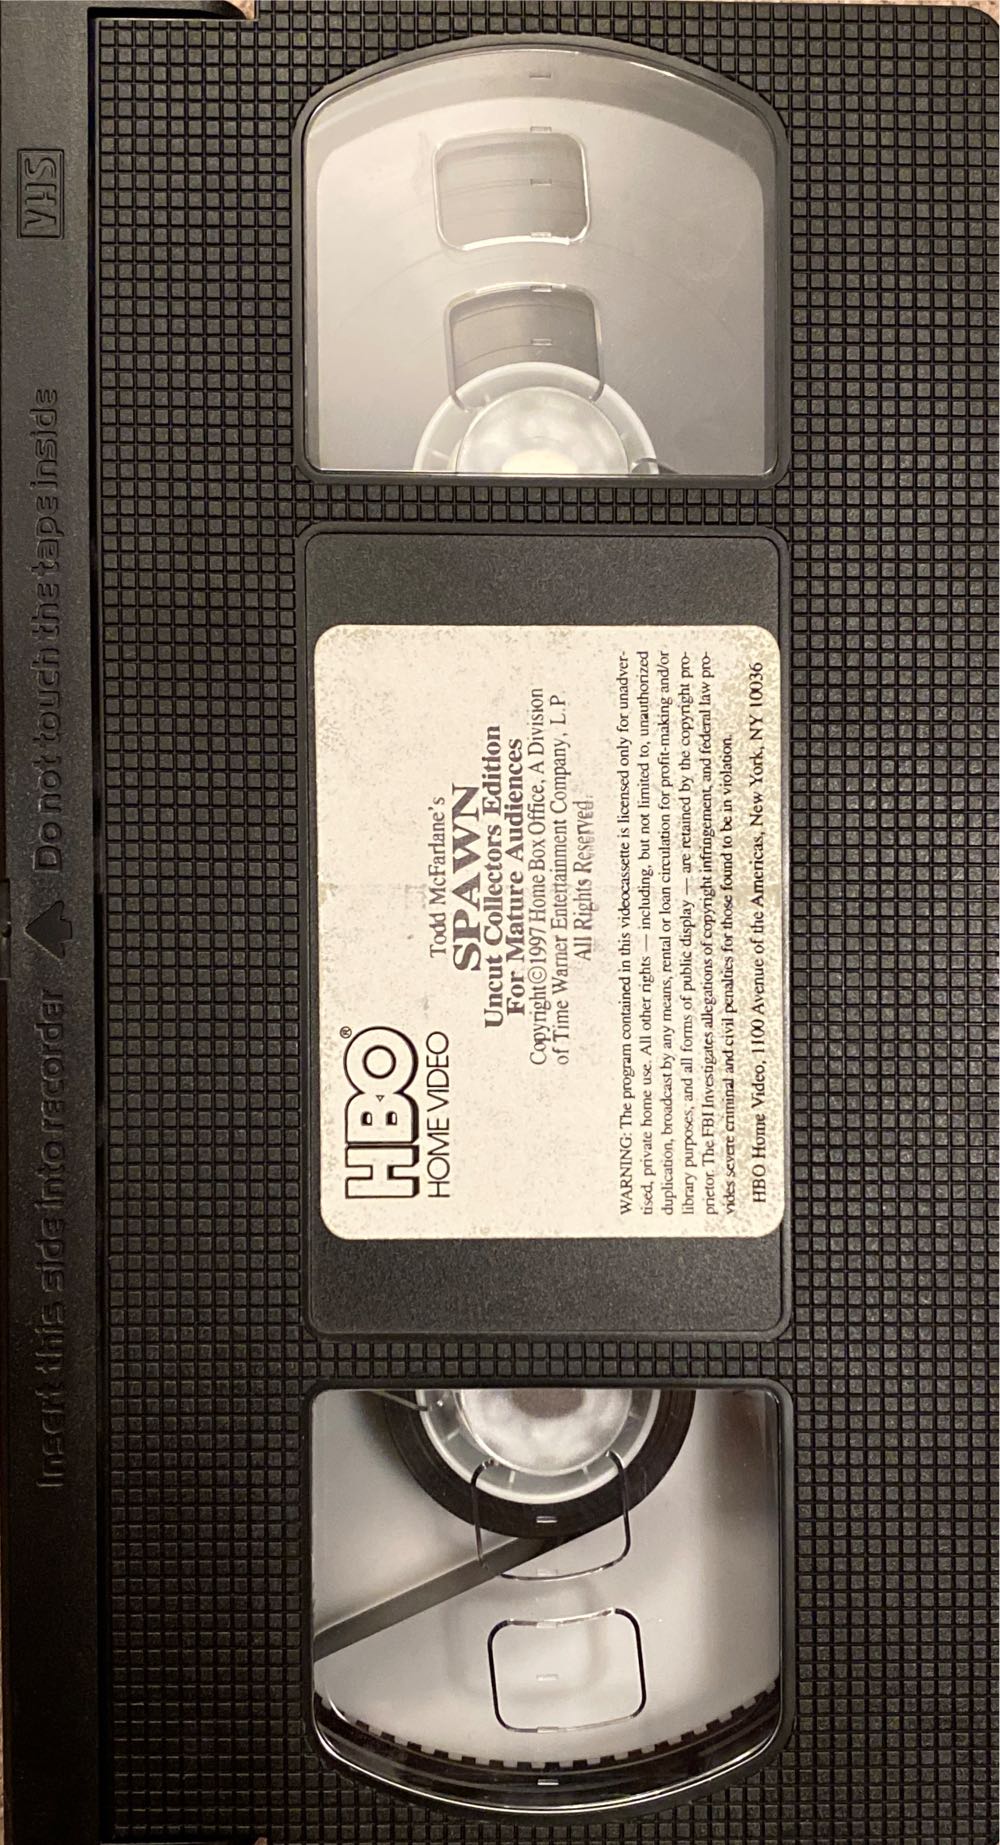 VHS
Insert this side into recorder Do not touch the tape inside
HBO®
HOME VIDEO
Todd McFarlane's
SPAWN
Uncut Collectors Edition
For Mature Audiences
Copyright©1997 Home Box Office, A Division
of Time Warner Entertainment Company, L.P
All Rights Reserved.
WARNING: The program contained in this videocassette is licensed only for unadver-
tised, private home use. All other rights — including, but not limited to, unauthorized
duplication, broadcast by any means, rental or loan circulation for profit-making and/or
library purposes, and all forms of public display — are retained by the copyright pro-
prietor. The FBI Investigates allegations of copyright infringement, and federal law pro-
vides severe criminal and civil penalties for those found to be in violation.
HBO Home Video, 1100 Avenue of the Americas, New York, NY 10036